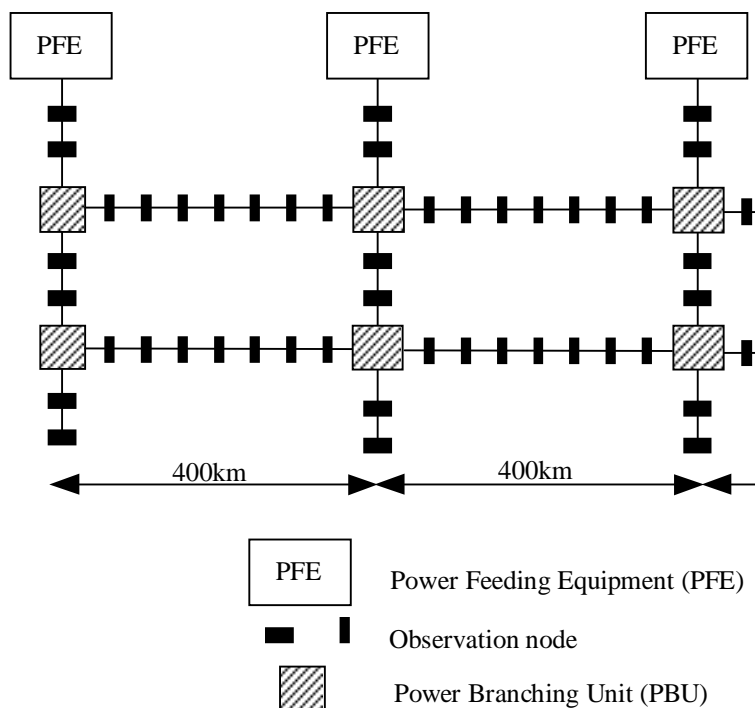 PFE
PFE
PFE
400km
400km
PFE
Power Feeding Equipment (PFE)
Observation node
Power Branching Unit (PBU)